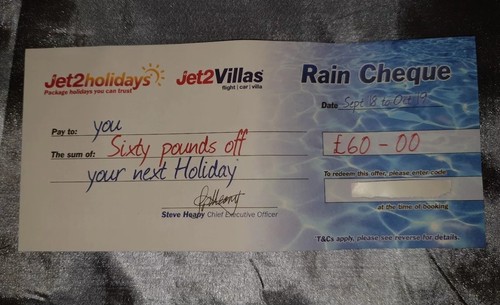 Jet2holidays
Package holidays you can trust
Jet2Villas
flight | car | villa
Rain Cheque
Date Sept 18 to Oct 19
Pay to: you
The sum of: Sixty pounds off
£60-00
your next Holiday
To redeem this offer, please enter code
at the time of booking
Steve Heapy Chief Executive Officer
T&Cs apply, please see reverse for details.